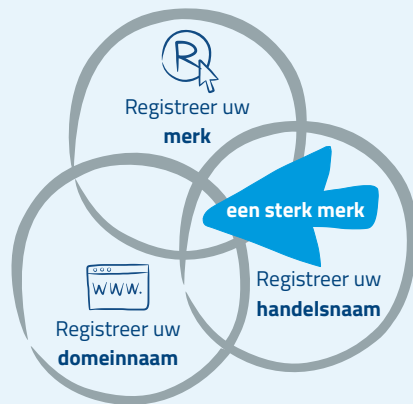 R
Registreer uw
merk
een sterk merk
Registreer uw
handelsnaam
www.
Registreer uw
domeinnaam